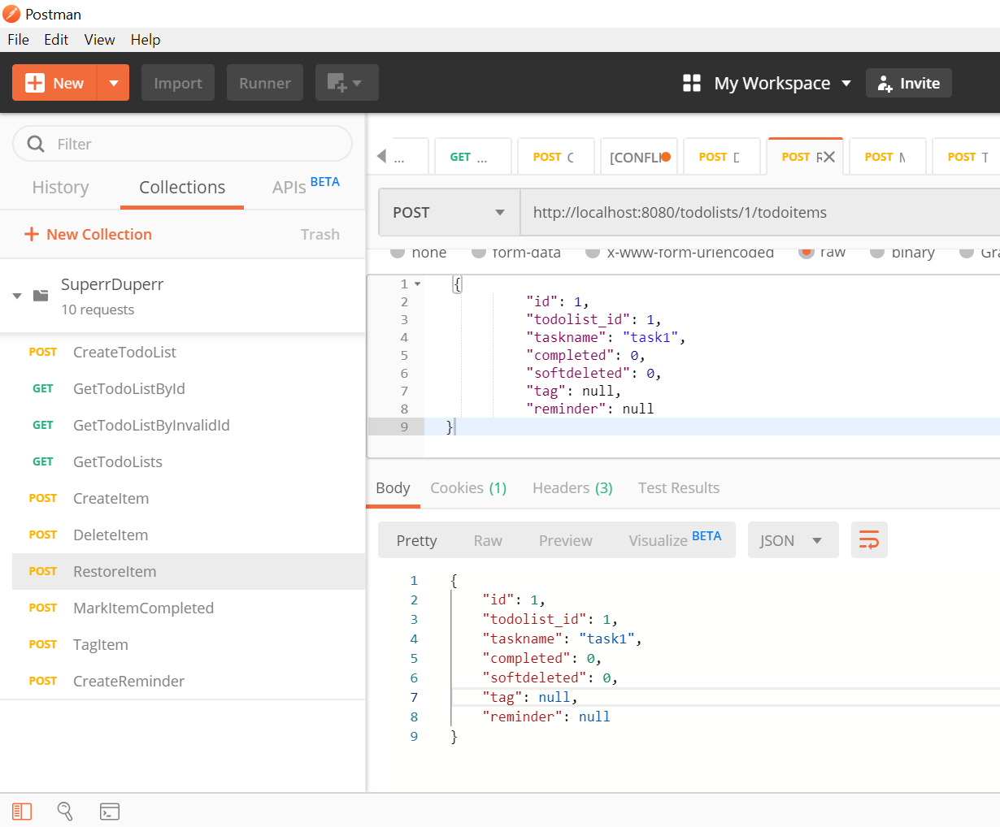 Postman
File Edit View Help
New Import Runner My Workspace Invite
Filter
History Collections APIs BETA
New Collection Trash
SuperrDuperr
10 requests
POST CreateTodoList
GET GetTodoListById
GET GetTodoListByInvalidId
GET GetTodoLists
POST CreateItem
POST DeleteItem
POST RestoreItem
POST MarkItemCompleted
POST TagItem
POST CreateReminder
... GET ... POST C [CONFLI POST D POST R POST M POST T
POST http://localhost:8080/todolists/1/todoitems
none form-data x-www-form-urlencoded raw binary Gra
1 {
2 "id": 1,
3 "todolist_id": 1,
4 "taskname": "task1",
5 "completed": 0,
6 "softdeleted": 0,
7 "tag": null,
8 "reminder": null
9 }
Body Cookies (1) Headers (3) Test Results
Pretty Raw Preview Visualize BETA JSON
1 {
2 "id": 1,
3 "todolist_id": 1,
4 "taskname": "task1",
5 "completed": 0,
6 "softdeleted": 0,
7 "tag": null,
8 "reminder": null
9 }